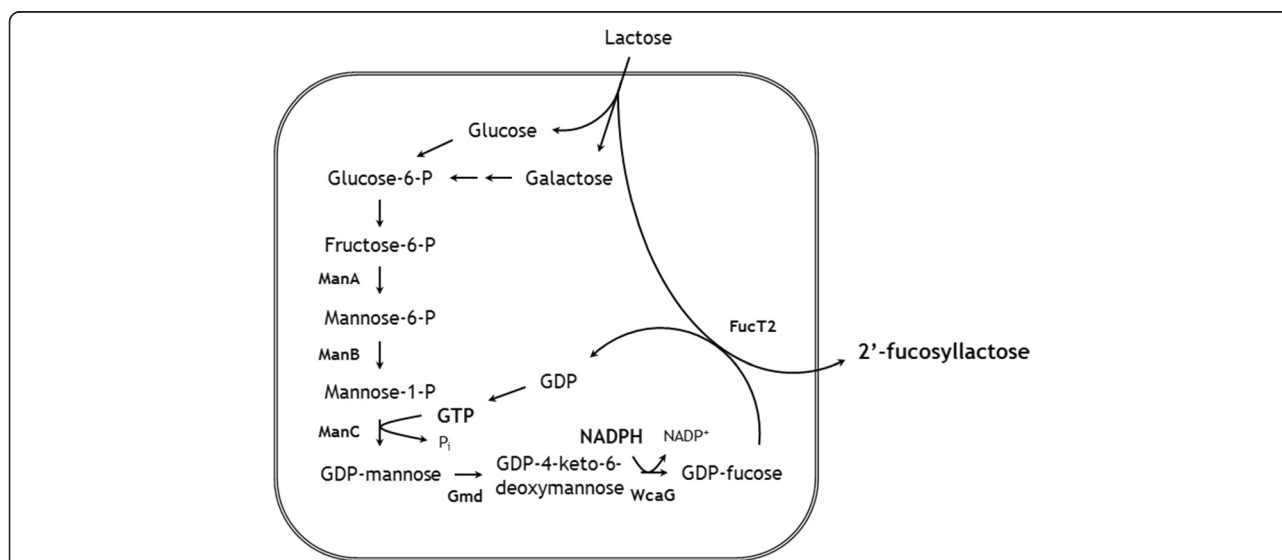 Lactose
Glucose
Glucose-6-P
Galactose
Fructose-6-P
ManA
Mannose-6-P
FucT2
ManB
2’-fucosyllactose
GDP
Mannose-1-P
GTP
ManC
Pi
NADPH
NADP+
GDP-mannose
GDP-4-keto-6-
deoxymannose
GDP-fucose
Gmd
WcaG